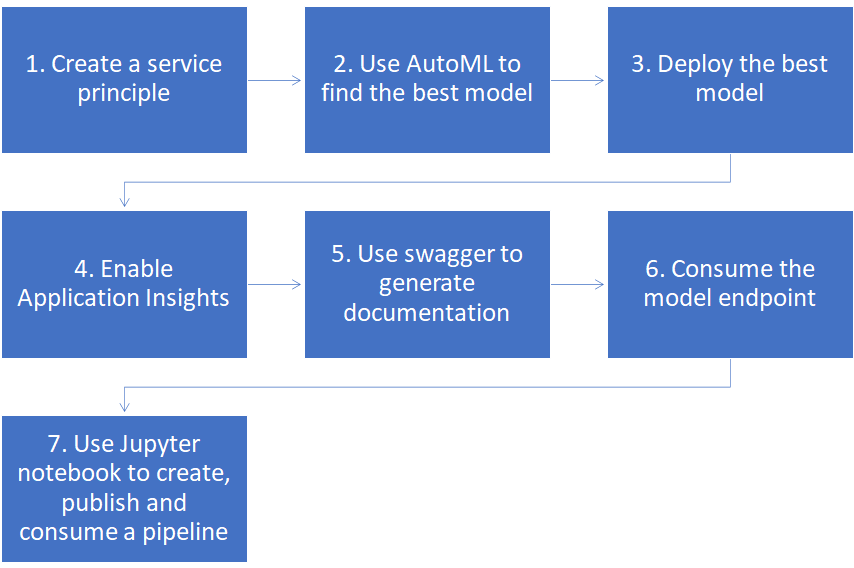 1. Create a service
principle
2. Use AutoML to
find the best model
3. Deploy the best
model
4. Enable
Application Insights
5. Use swagger to
generate
documentation
6. Consume the
model endpoint
7. Use Jupyter
notebook to create,
publish and
consume a pipeline